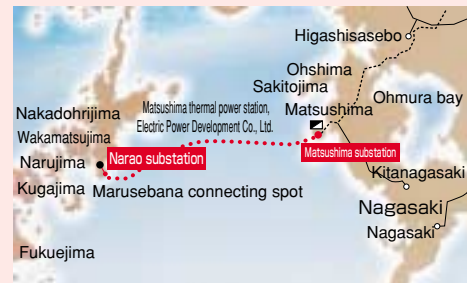 Higashisasebo
Ohshima
Sakitojima
Ohmura bay
Matsushima thermal power station,
Electric Power Development Co., Ltd.
Matsushima
Nakadohrijima
Wakamatsujima
Narujima
Narao substation
Matsushima substation
Kitanagasaki
Kugajima
Marusebana connecting spot
Nagasaki
Nagasaki
Fukuejima